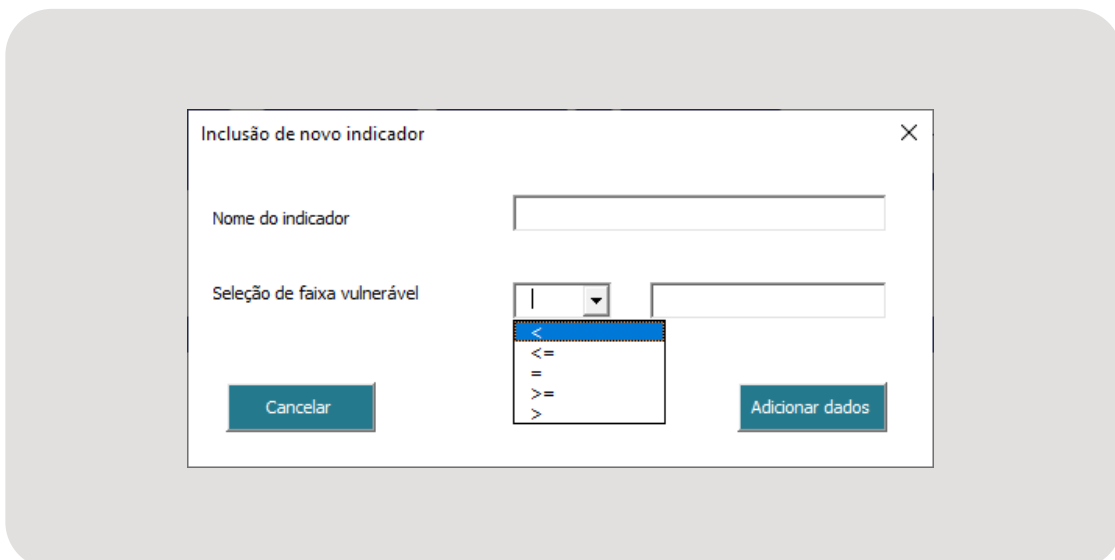 Inclusão de novo indicador
Nome do indicador
Seleção de faixa vulnerável
<
<=
=
>=
>
Cancelar
Adicionar dados